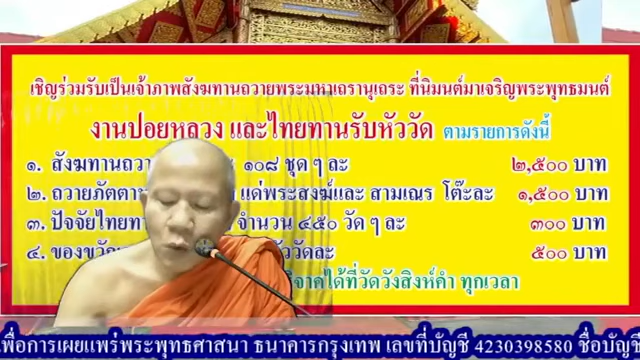 เชิญร่วมรับเป็นเจ้าภาพสังฆทานถวายพระมหาเถรานุเถระ ที่นิมนต์มาเจริญพระพุทธมนต์
งานปอยหลวง และไทยทานรับหัววัด ตามรายการดังนี้
๑. สังฆทานถวา ๑๐๘ ชุด ๆ ละ ๒,๕๐๐ บาท
๒. ถวายภัตตา แด่พระสงฆ์และ สามเณร โต๊ะละ ๑,๕๐๐ บาท
๓. ปัจจัยไทยท จำนวน ๔๕๐ วัด ๆ ละ ๓๐๐ บาท
๔. ของขวัญ ัววัดละ ๕๐๐ บาท
ิจาคได้ที่วัดวังสิงห์คำ ทุกเวลา
เพื่อการเผยแพร่พระพุทธศาสนา ธนาคารกรุงเทพ เลขที่บัญชี 4230398580 ชื่อบัญชี